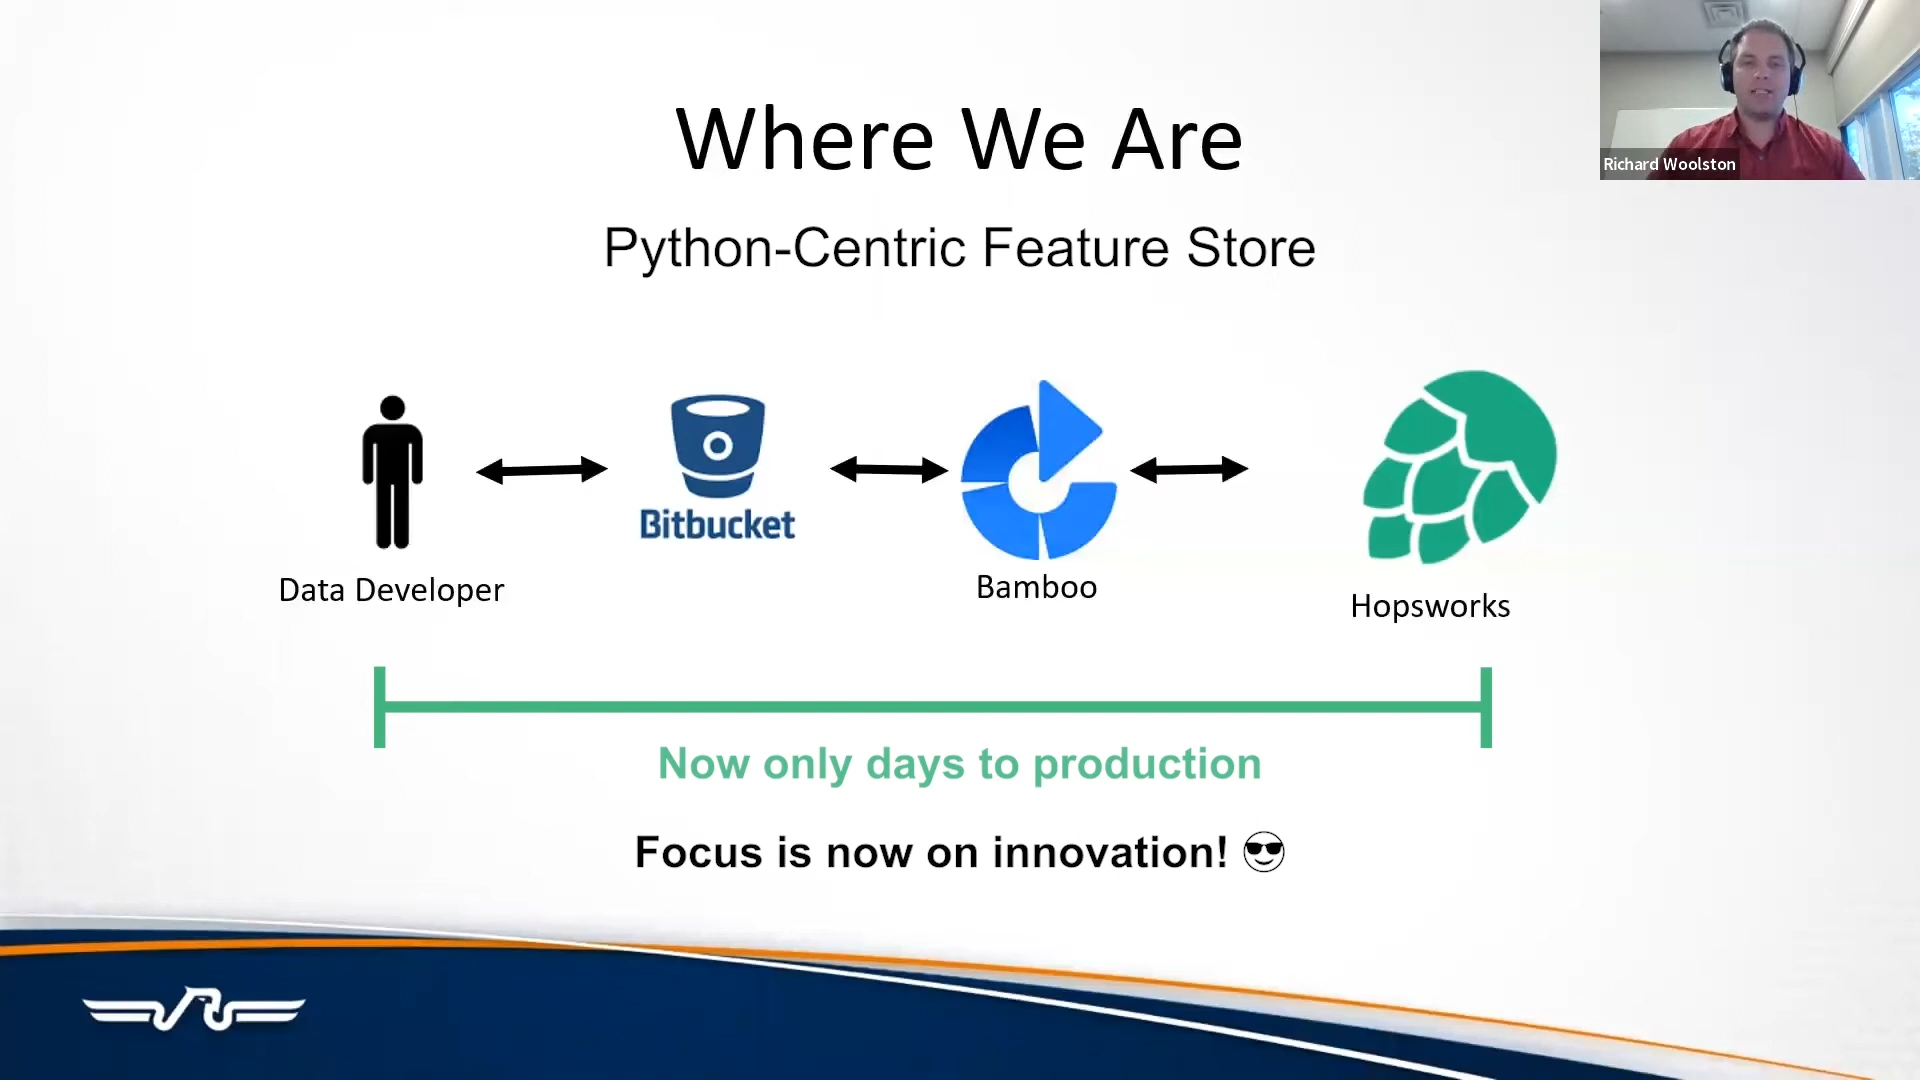 Where We Are
Richard Woolston
Python-Centric Feature Store
Bitbucket
Data Developer
Bamboo
Hopsworks
Now only days to production
Focus is now on innovation! 😎